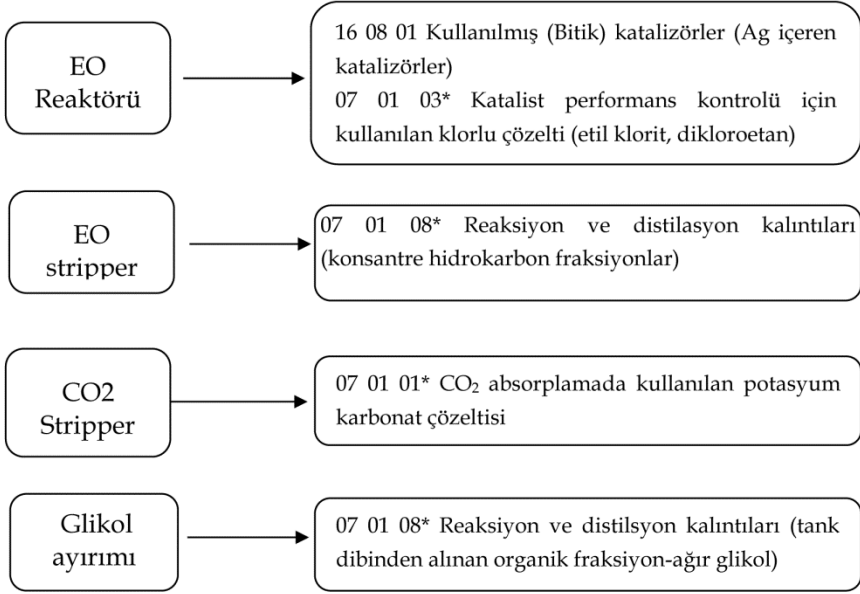 EO
Reaktörü
16 08 01 Kullanılmış (Bitik) katalizörler (Ag içeren
katalizörler)
07 01 03* Katalist performans kontrolü için
kullanılan klorlu çözelti (etil klorit, dikloroetan)
EO
stripper
07 01 08* Reaksiyon ve distilasyon kalıntıları
(konsantre hidrokarbon fraksiyonlar)
CO2
Stripper
07 01 01* CO₂ absorplamada kullanılan potasyum
karbonat çözeltisi
Glikol
ayırımı
07 01 08* Reaksiyon ve distilsyon kalıntıları (tank
dibinden alınan organik fraksiyon-ağır glikol)